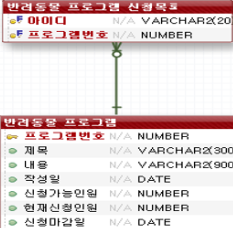 반려동물 프로그램 신청목록
아이디 N/A VARCHAR2(20
프로그램번호 N/A NUMBER
반려동물 프로그램
프로그램번호 N/A NUMBER
제목 N/A VARCHAR2(300
내용 N/A VARCHAR2(900
작성일 N/A DATE
신청가능인원 N/A NUMBER
현재신청인원 N/A NUMBER
신청마감일 N/A DATE